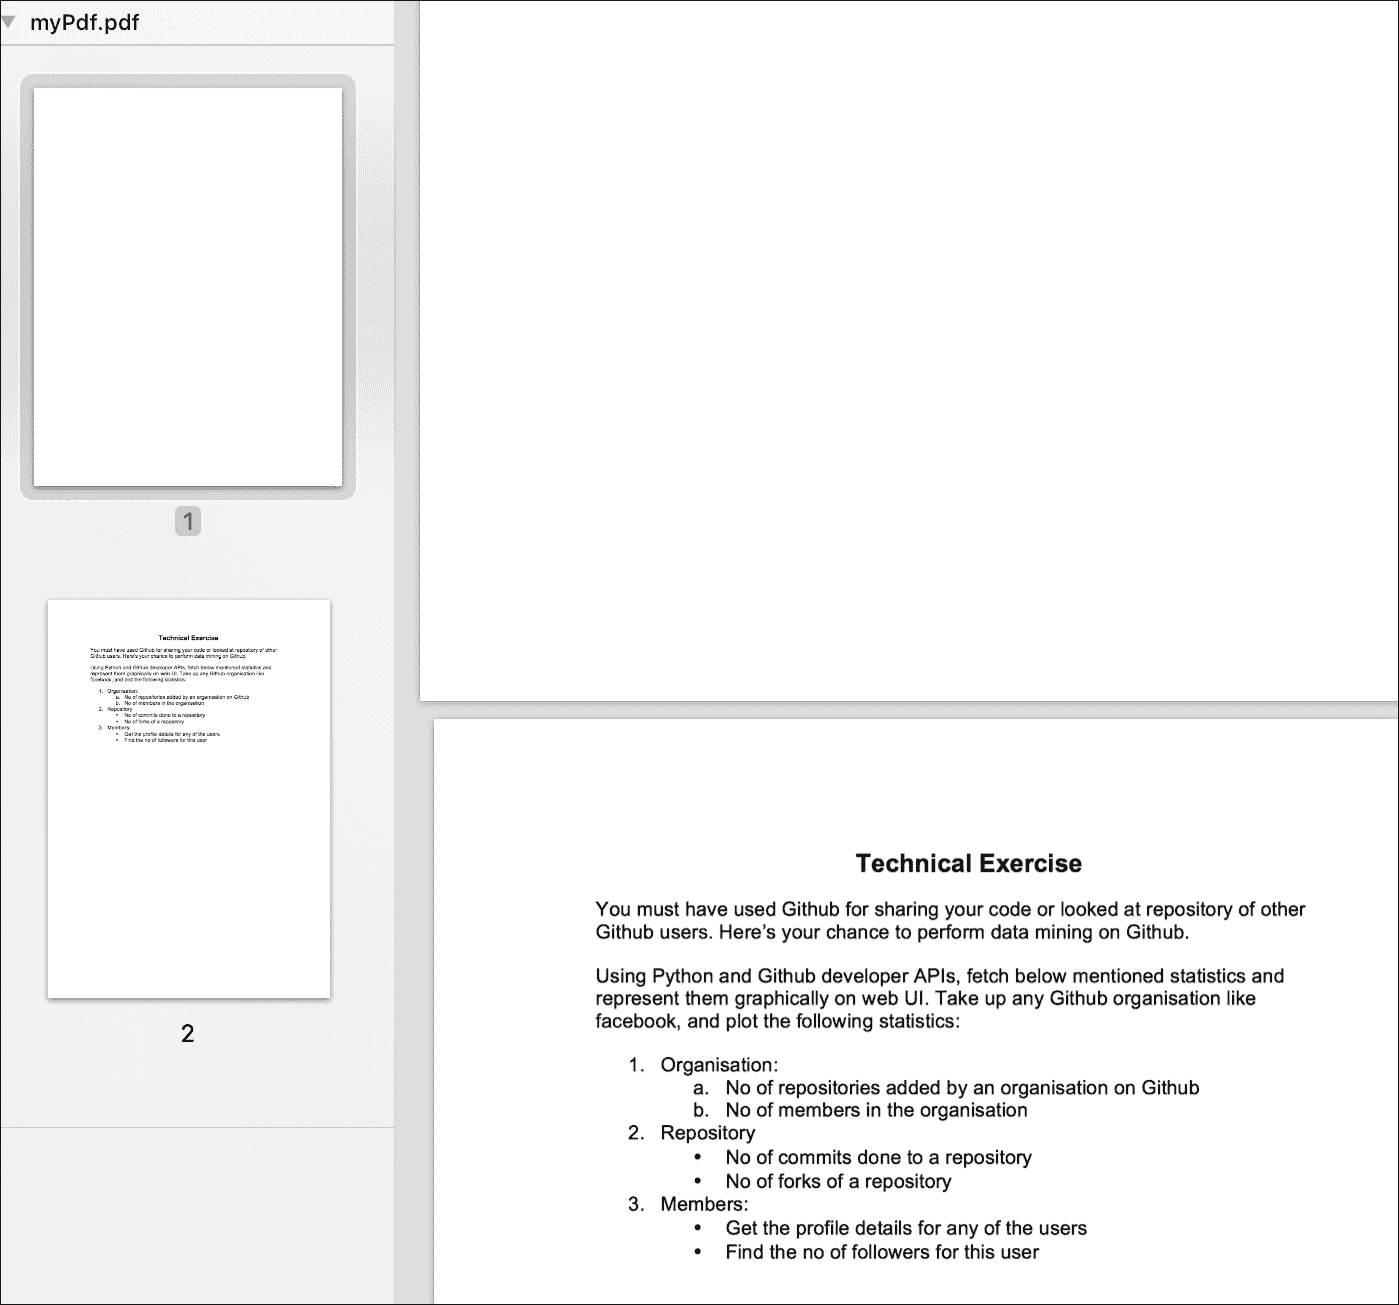 myPdf.pdf
1
Technical Exercise
You must have used Github for sharing your code or looked at repository of other
Github users. Here's your chance to perform data mining on Github.
Using Python and Github developer APIs, fetch below mentioned statistics and
represent them graphically on web UI. Take up any Github organisation like
facebook, and plot the following statistics:
1. Organisation:
a. No of repositories added by an organisation on Github
b. No of members in the organisation
2. Repository
• No of commits done to a repository
• No of forks of a repository
3. Members:
• Get the profile details for any of the users
• Find the no of followers for this user
2
Technical Exercise
You must have used Github for sharing your code or looked at repository of other
Github users. Here’s your chance to perform data mining on Github.
Using Python and Github developer APIs, fetch below mentioned statistics and
represent them graphically on web UI. Take up any Github organisation like
facebook, and plot the following statistics:
1. Organisation:
a. No of repositories added by an organisation on Github
b. No of members in the organisation
2. Repository
• No of commits done to a repository
• No of forks of a repository
3. Members:
• Get the profile details for any of the users
• Find the no of followers for this user